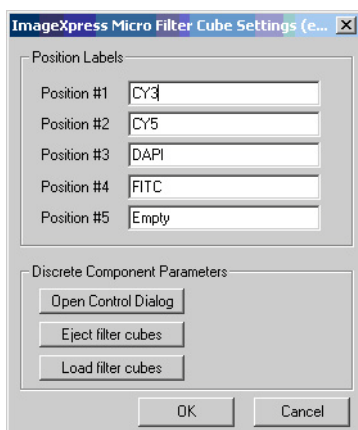 ImageXpress Micro Filter Cube Settings (e...
Position Labels
Position #1 CY3
Position #2 CY5
Position #3 DAPI
Position #4 FITC
Position #5 Empty
Discrete Component Parameters
Open Control Dialog
Eject filter cubes
Load filter cubes
OK Cancel